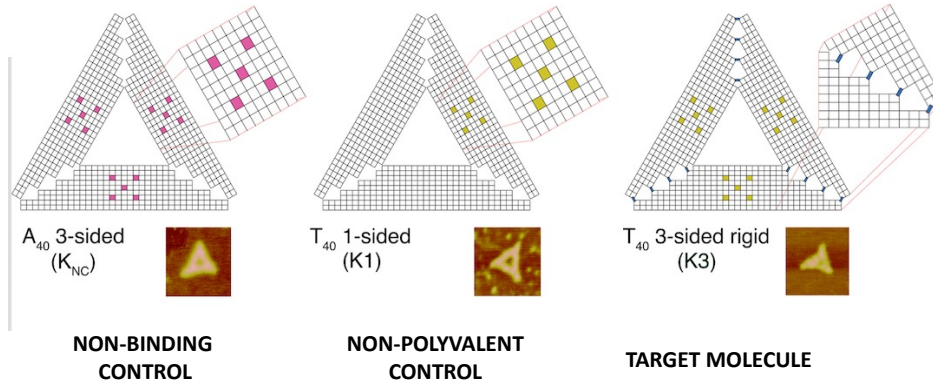 A40 3-sided
(KNC)
T40 1-sided
(K1)
T40 3-sided rigid
(K3)
NON-BINDING
CONTROL
NON-POLYVALENT
CONTROL
TARGET MOLECULE